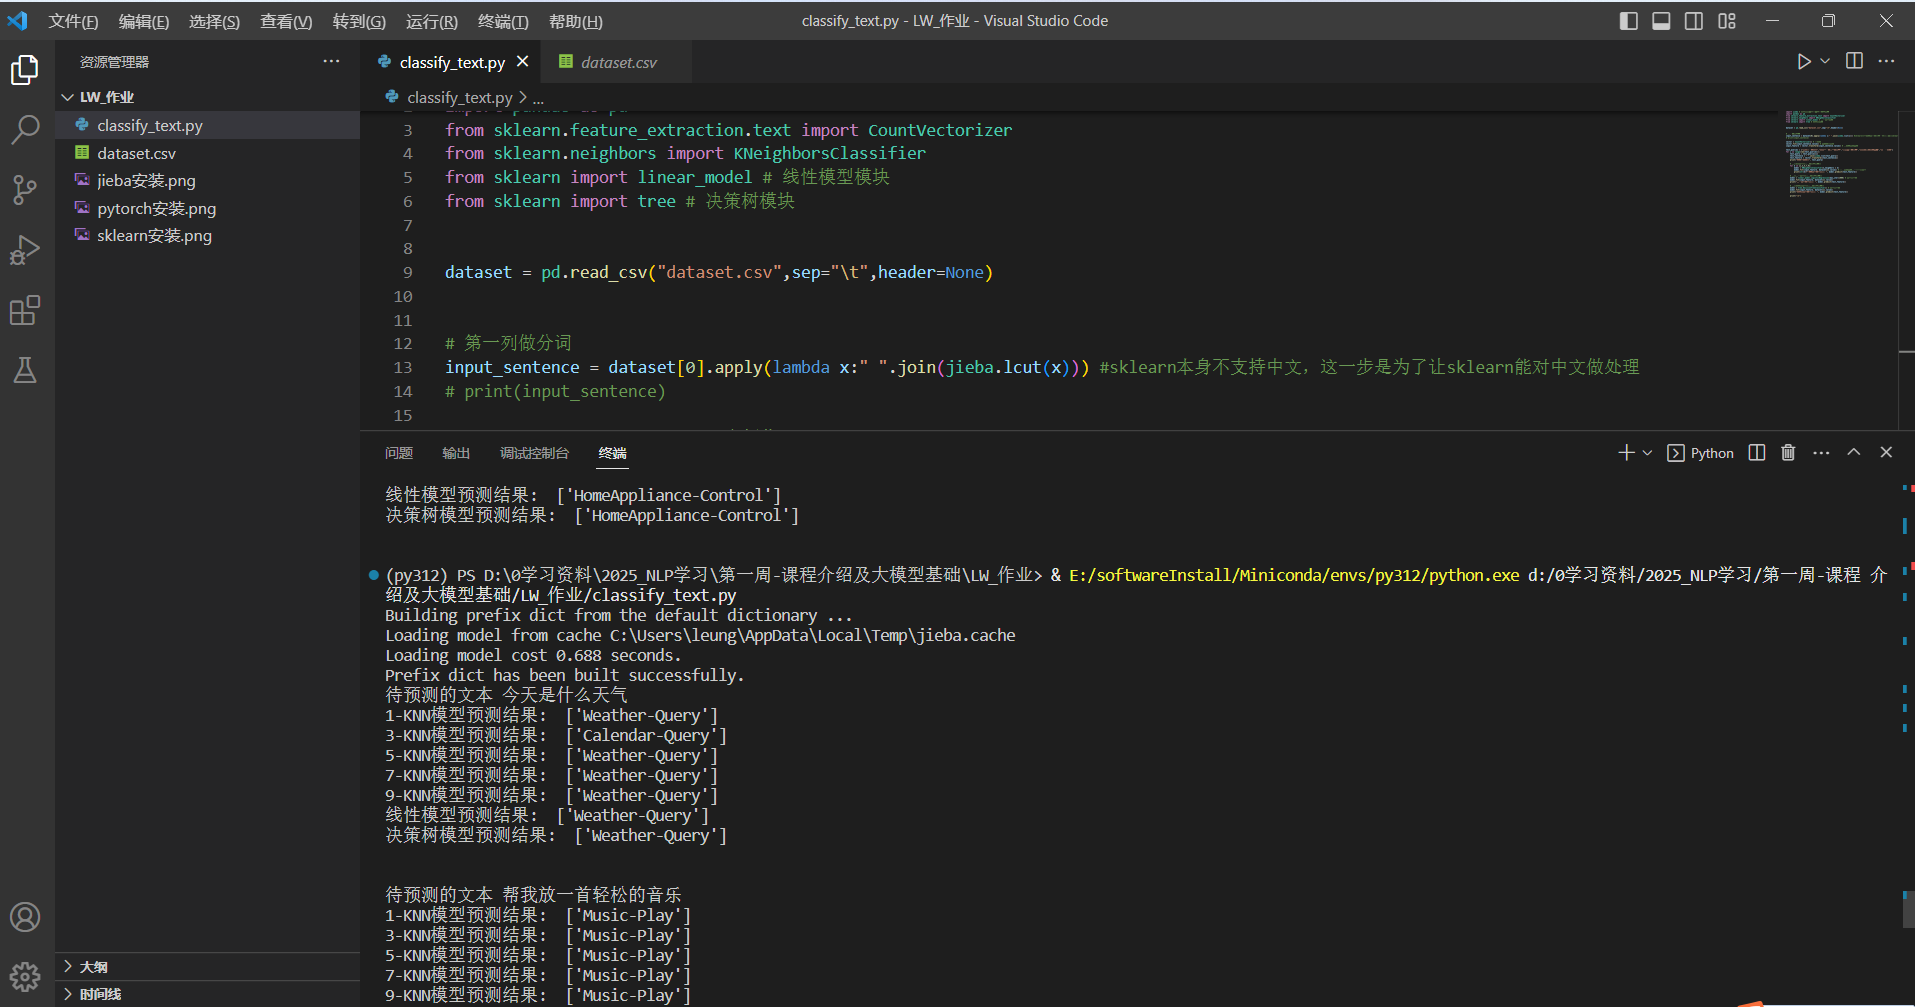 文件(F) 编辑(E) 选择(S) 查看(V) 转到(G) 运行(R) 终端(T) 帮助(H) classify_text.py - LW_作业 - Visual Studio Code
资源管理器
LW_作业
classify_text.py
dataset.csv
jieba安装.png
pytorch安装.png
sklearn安装.png
大纲
时间线
classify_text.py dataset.csv
classify_text.py > ...
3 from sklearn.feature_extraction.text import CountVectorizer
4 from sklearn.neighbors import KNeighborsClassifier
5 from sklearn import linear_model # 线性模型模块
6 from sklearn import tree # 决策树模块
7
8
9 dataset = pd.read_csv("dataset.csv",sep="\t",header=None)
10
11
12 # 第一列做分词
13 input_sentence = dataset[0].apply(lambda x:" ".join(jieba.lcut(x))) #sklearn本身不支持中文，这一步是为了让sklearn能对中文做处理
14 # print(input_sentence)
15
问题 输出 调试控制台 终端 Python
线性模型预测结果： ['HomeAppliance-Control']
决策树模型预测结果： ['HomeAppliance-Control']
(py312) PS D:\0学习资料\2025_NLP学习\第一周-课程介绍及大模型基础\LW_作业> & E:/softwareInstall/Miniconda/envs/py312/python.exe d:/0学习资料/2025_NLP学习/第一周-课程 介
绍及大模型基础/LW_作业/classify_text.py
Building prefix dict from the default dictionary ...
Loading model from cache C:\Users\leung\AppData\Local\Temp\jieba.cache
Loading model cost 0.688 seconds.
Prefix dict has been built successfully.
待预测的文本 今天是什么天气
1-KNN模型预测结果： ['Weather-Query']
3-KNN模型预测结果： ['Calendar-Query']
5-KNN模型预测结果： ['Weather-Query']
7-KNN模型预测结果： ['Weather-Query']
9-KNN模型预测结果： ['Weather-Query']
线性模型预测结果： ['Weather-Query']
决策树模型预测结果： ['Weather-Query']
待预测的文本 帮我放一首轻松的音乐
1-KNN模型预测结果： ['Music-Play']
3-KNN模型预测结果： ['Music-Play']
5-KNN模型预测结果： ['Music-Play']
7-KNN模型预测结果： ['Music-Play']
9-KNN模型预测结果： ['Music-Play']